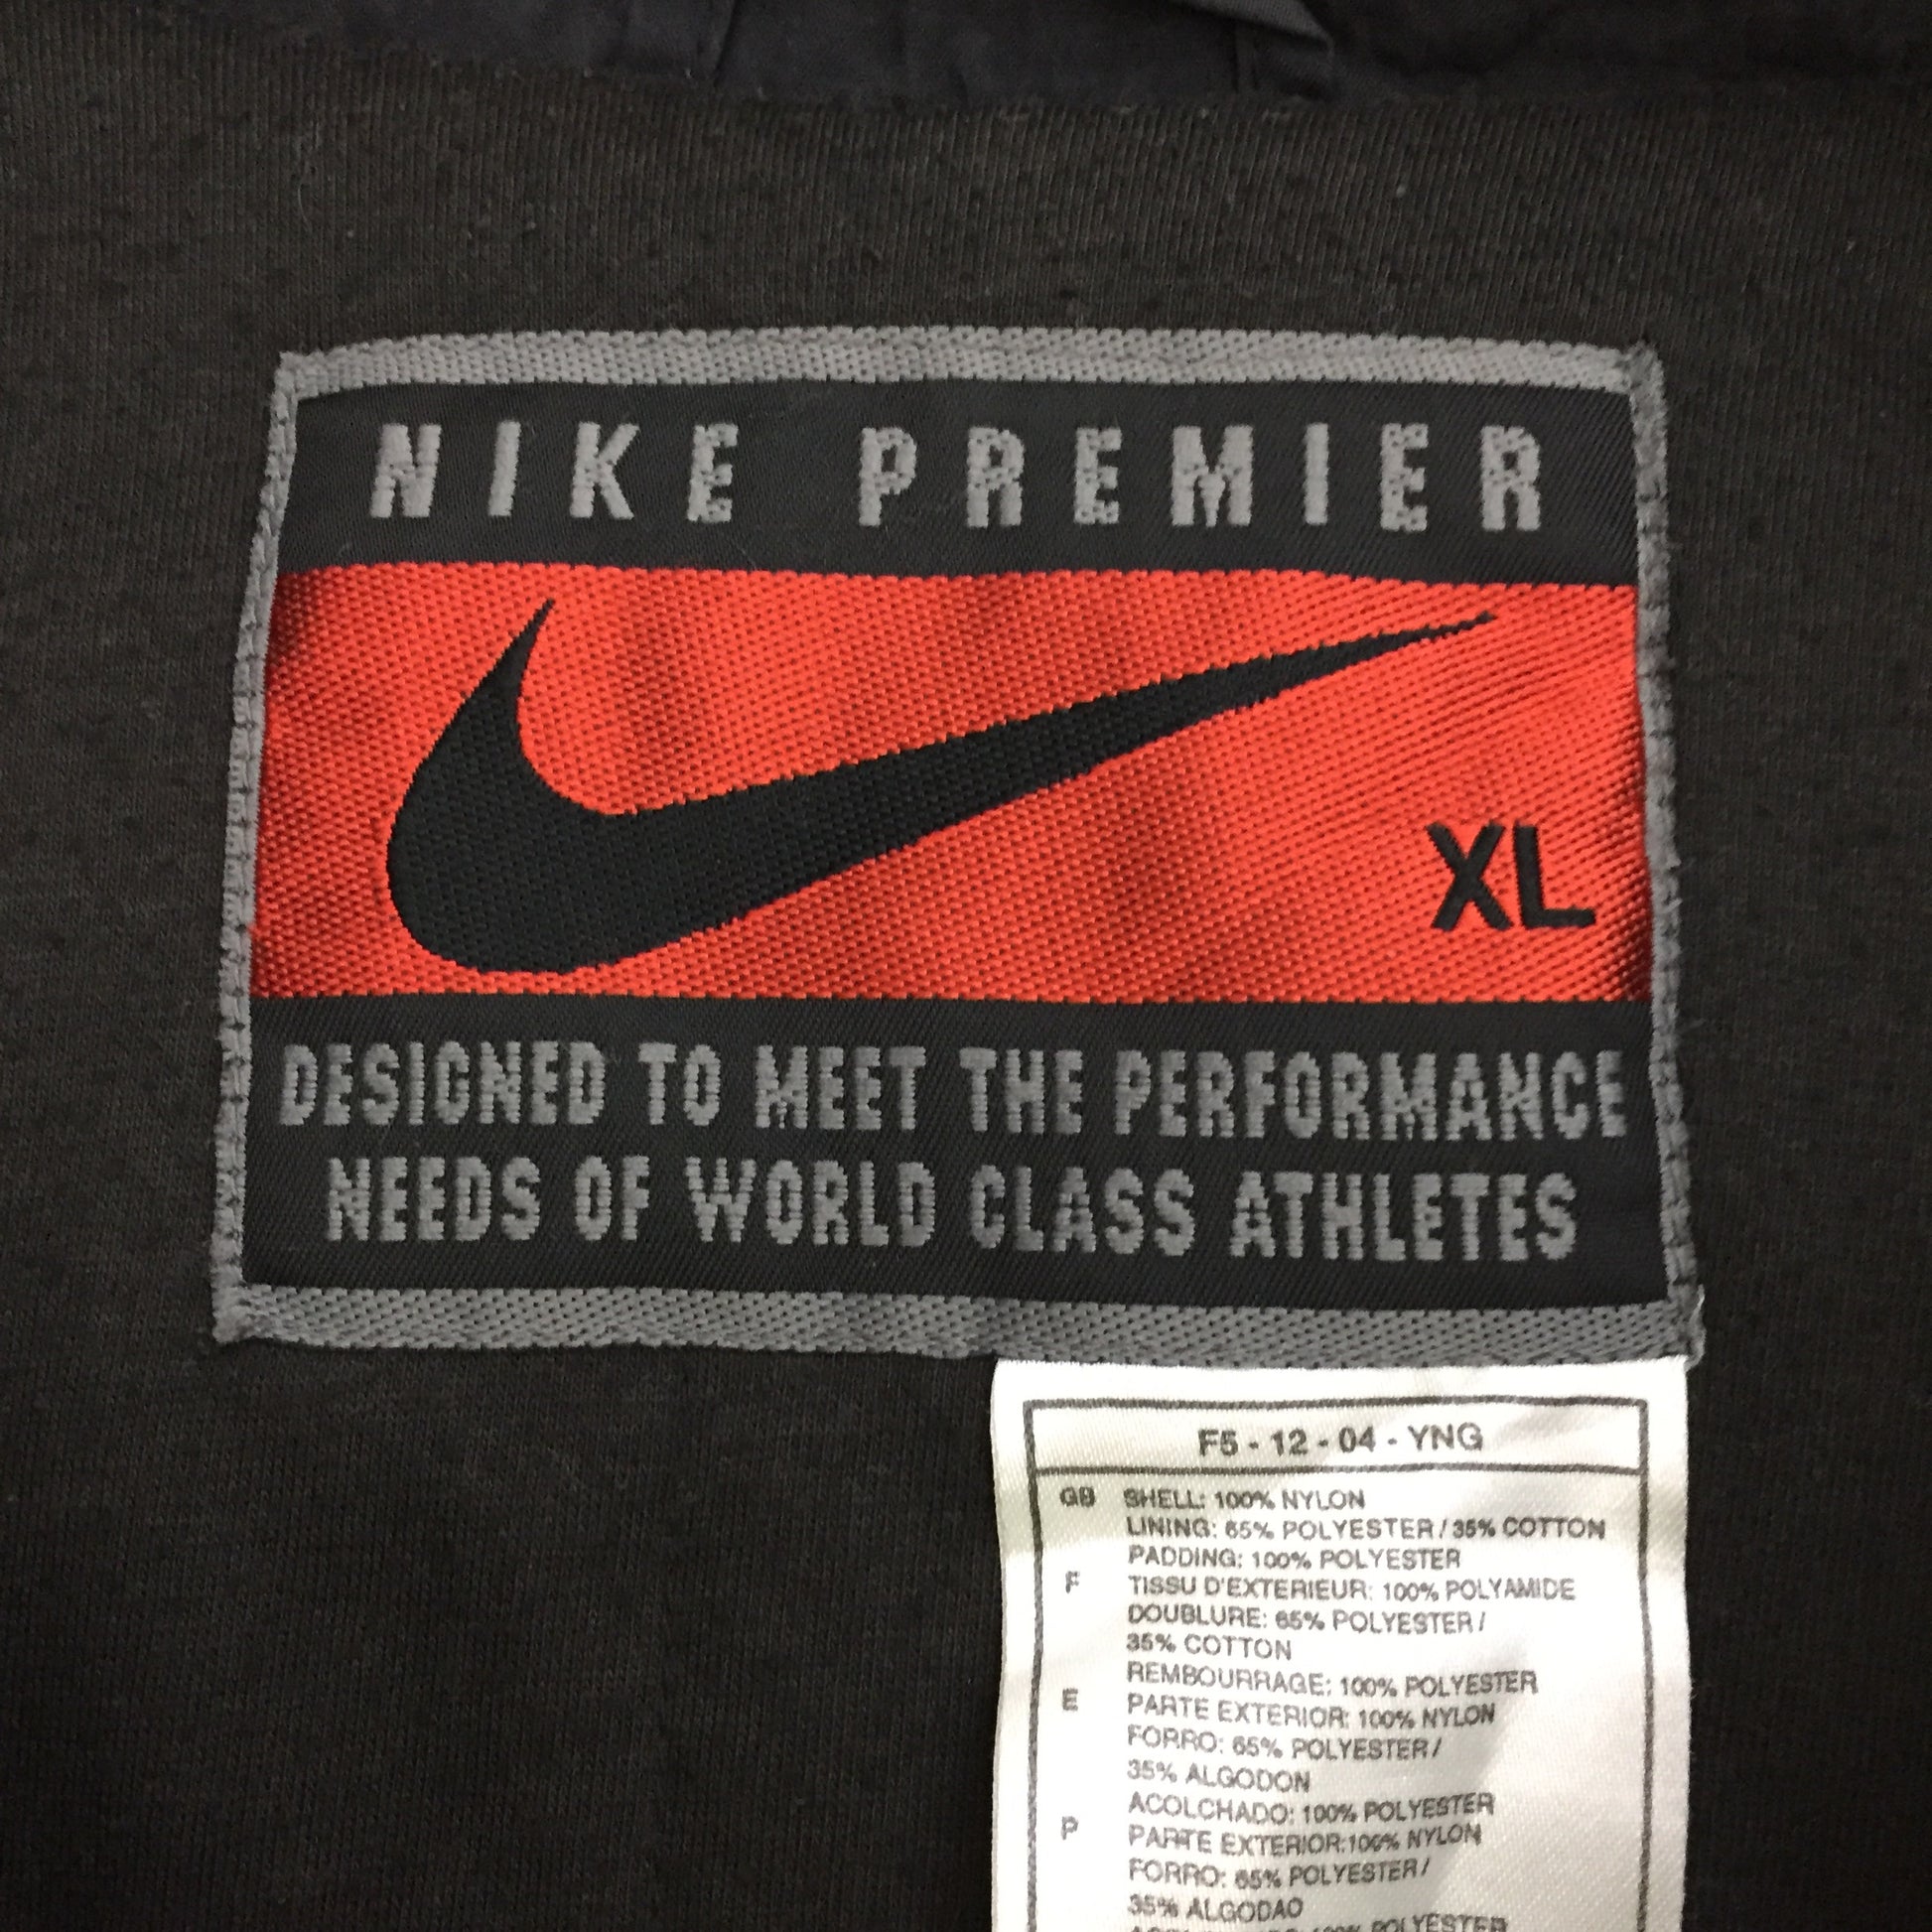 NIKE PREMIER
XL
DESIGNED TO MEET THE PERFORMANCE
NEEDS OF WORLD CLASS ATHLETES
F5 - 12 - 04 - YNG
GB SHELL: 100% NYLON
LINING: 65% POLYESTER / 35% COTTON
PADDING: 100% POLYESTER
F TISSU D'EXTERIEUR: 100% POLYAMIDE
DOUBLURE: 65% POLYESTER /
35% COTTON
REMBOURRAGE: 100% POLYESTER
E PARTE EXTERIOR: 100% NYLON
FORRO: 65% POLYESTER /
35% ALGODON
ACOLCHADO: 100% POLYESTER
P PARTE EXTERIOR:100% NYLON
FORRO: 65% POLYESTER /
35% ALGODAO
100% POLYESTER